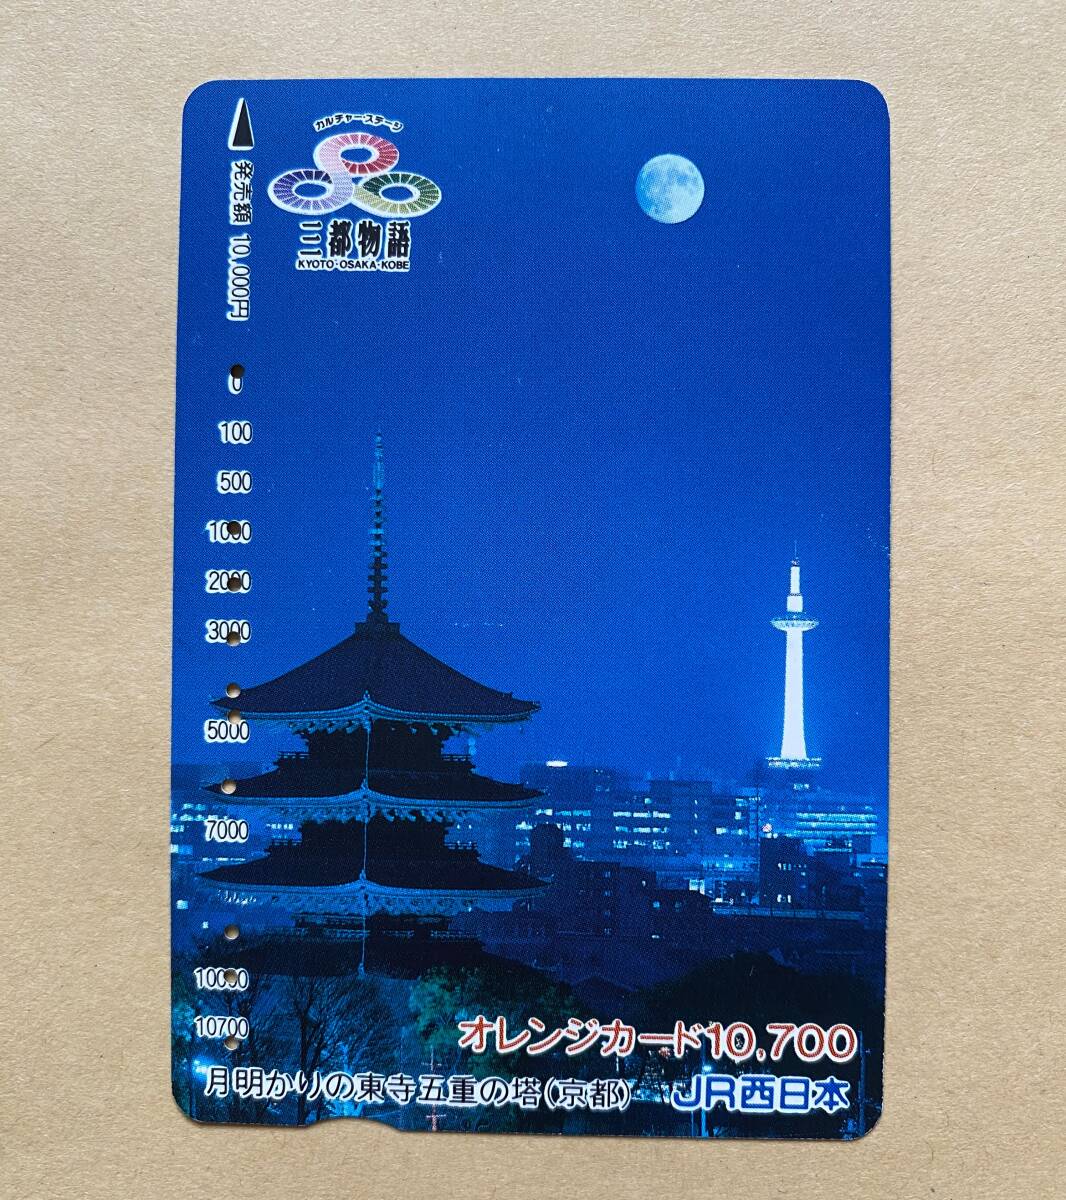 カルチャー・ステージ
三都物語
KYOTO・OSAKA・KOBE
発売額 10,000円
0
100
500
1000
2000
3000
5000
7000
10000
10700
オレンジカード10,700
月明かりの東寺五重の塔(京都) JR西日本